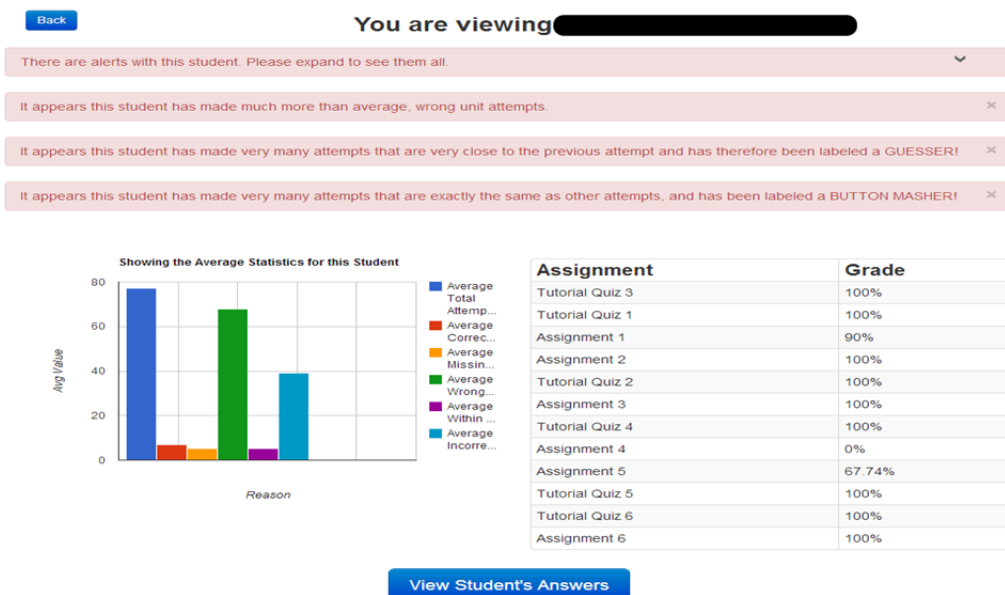 Back
You are viewing
There are alerts with this student. Please expand to see them all.
It appears this student has made much more than average, wrong unit attempts.
It appears this student has made very many attempts that are very close to the previous attempt and has therefore been labeled a GUESSER!
It appears this student has made very many attempts that are exactly the same as other attempts, and has been labeled a BUTTON MASHER!
Showing the Average Statistics for this Student
80
60
40
20
0
Avg Value
Reason
Average
Total
Attemp...
Average
Correc...
Average
Missin...
Average
Wrong...
Average
Within ...
Average
Incorre...
Assignment Grade
Tutorial Quiz 3 100%
Tutorial Quiz 1 100%
Assignment 1 90%
Assignment 2 100%
Tutorial Quiz 2 100%
Assignment 3 100%
Tutorial Quiz 4 100%
Assignment 4 0%
Assignment 5 67.74%
Tutorial Quiz 5 100%
Tutorial Quiz 6 100%
Assignment 6 100%
View Student's Answers